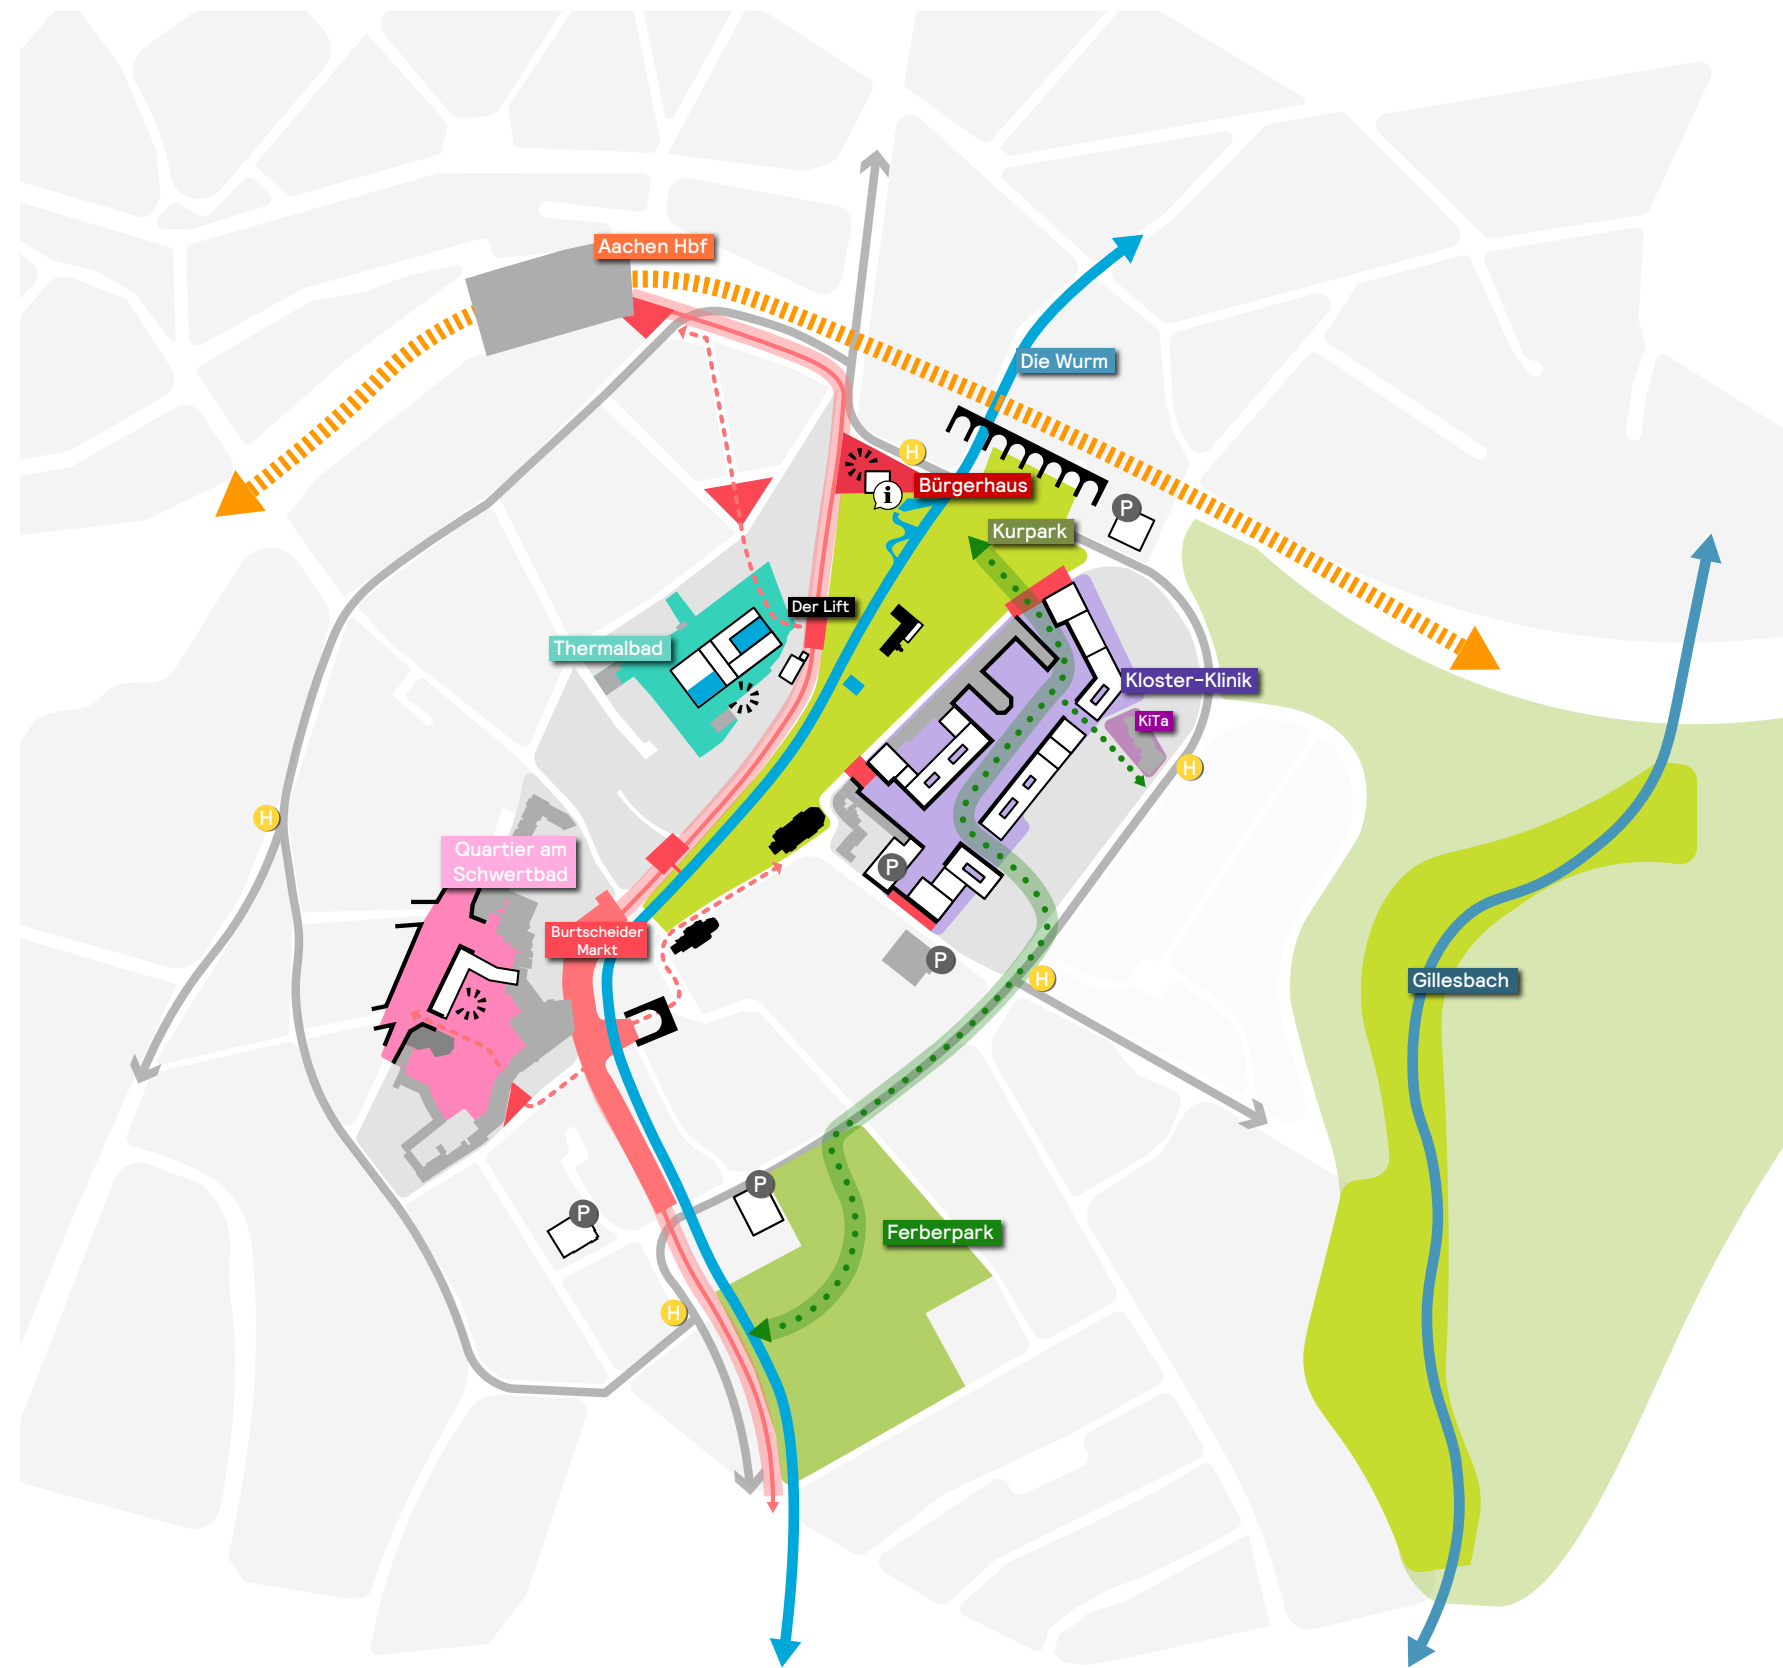 Aachen Hbf
Die Wurm
H
i
Bürgerhaus
P
Kurpark
Der Lift
Thermalbad
Kloster-Klinik
KiTa
H
H
Quartier am
Schwertbad
P
Burtscheider
Markt
P
H
Gillesbach
P
P
Ferberpark
H